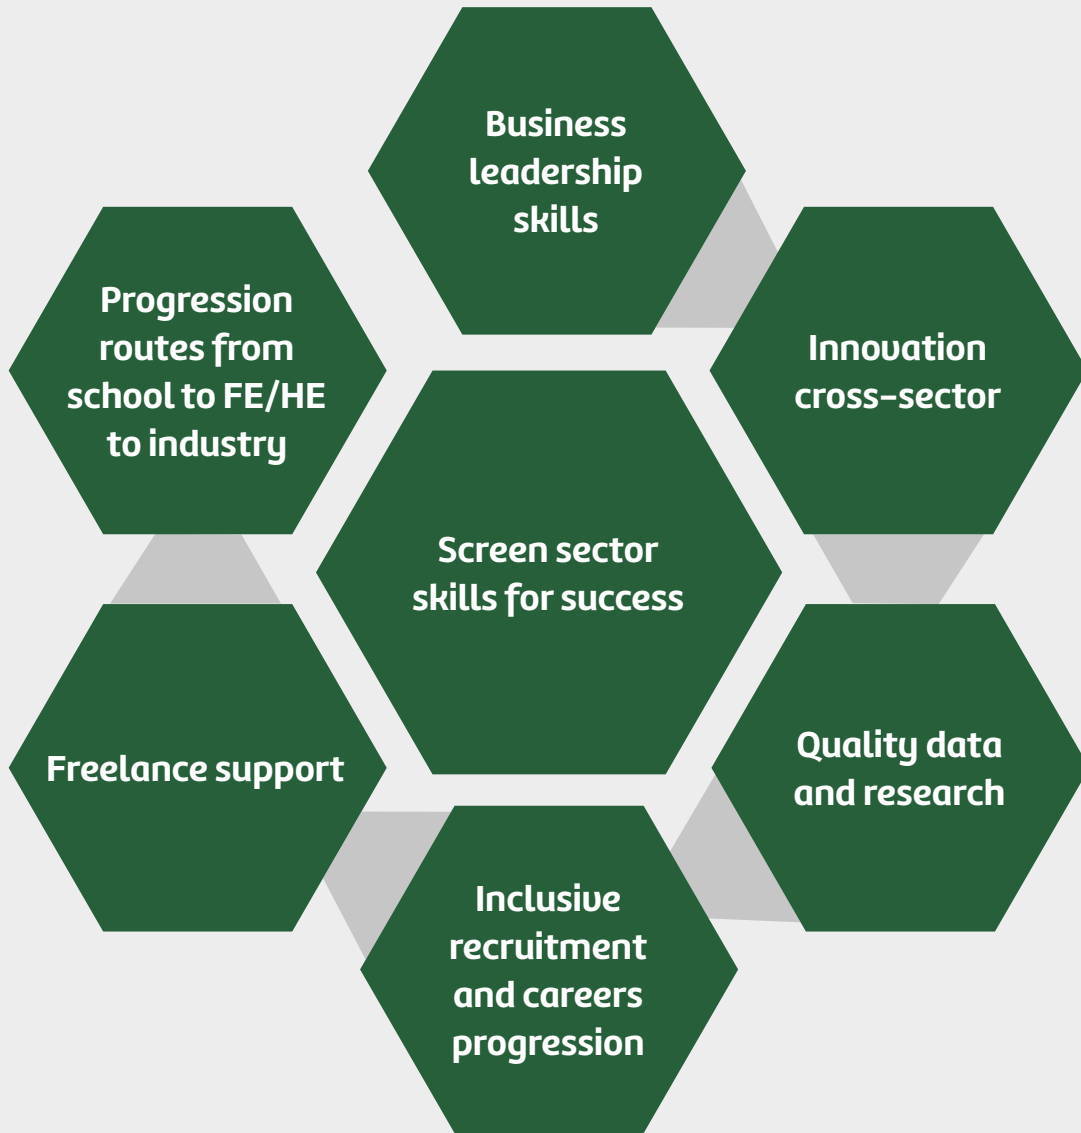 Business
leadership
skills
Innovation
cross-sector
Quality data
and research
Inclusive
recruitment
and careers
progression
Freelance support
Progression
routes from
school to FE/HE
to industry
Screen sector
skills for success